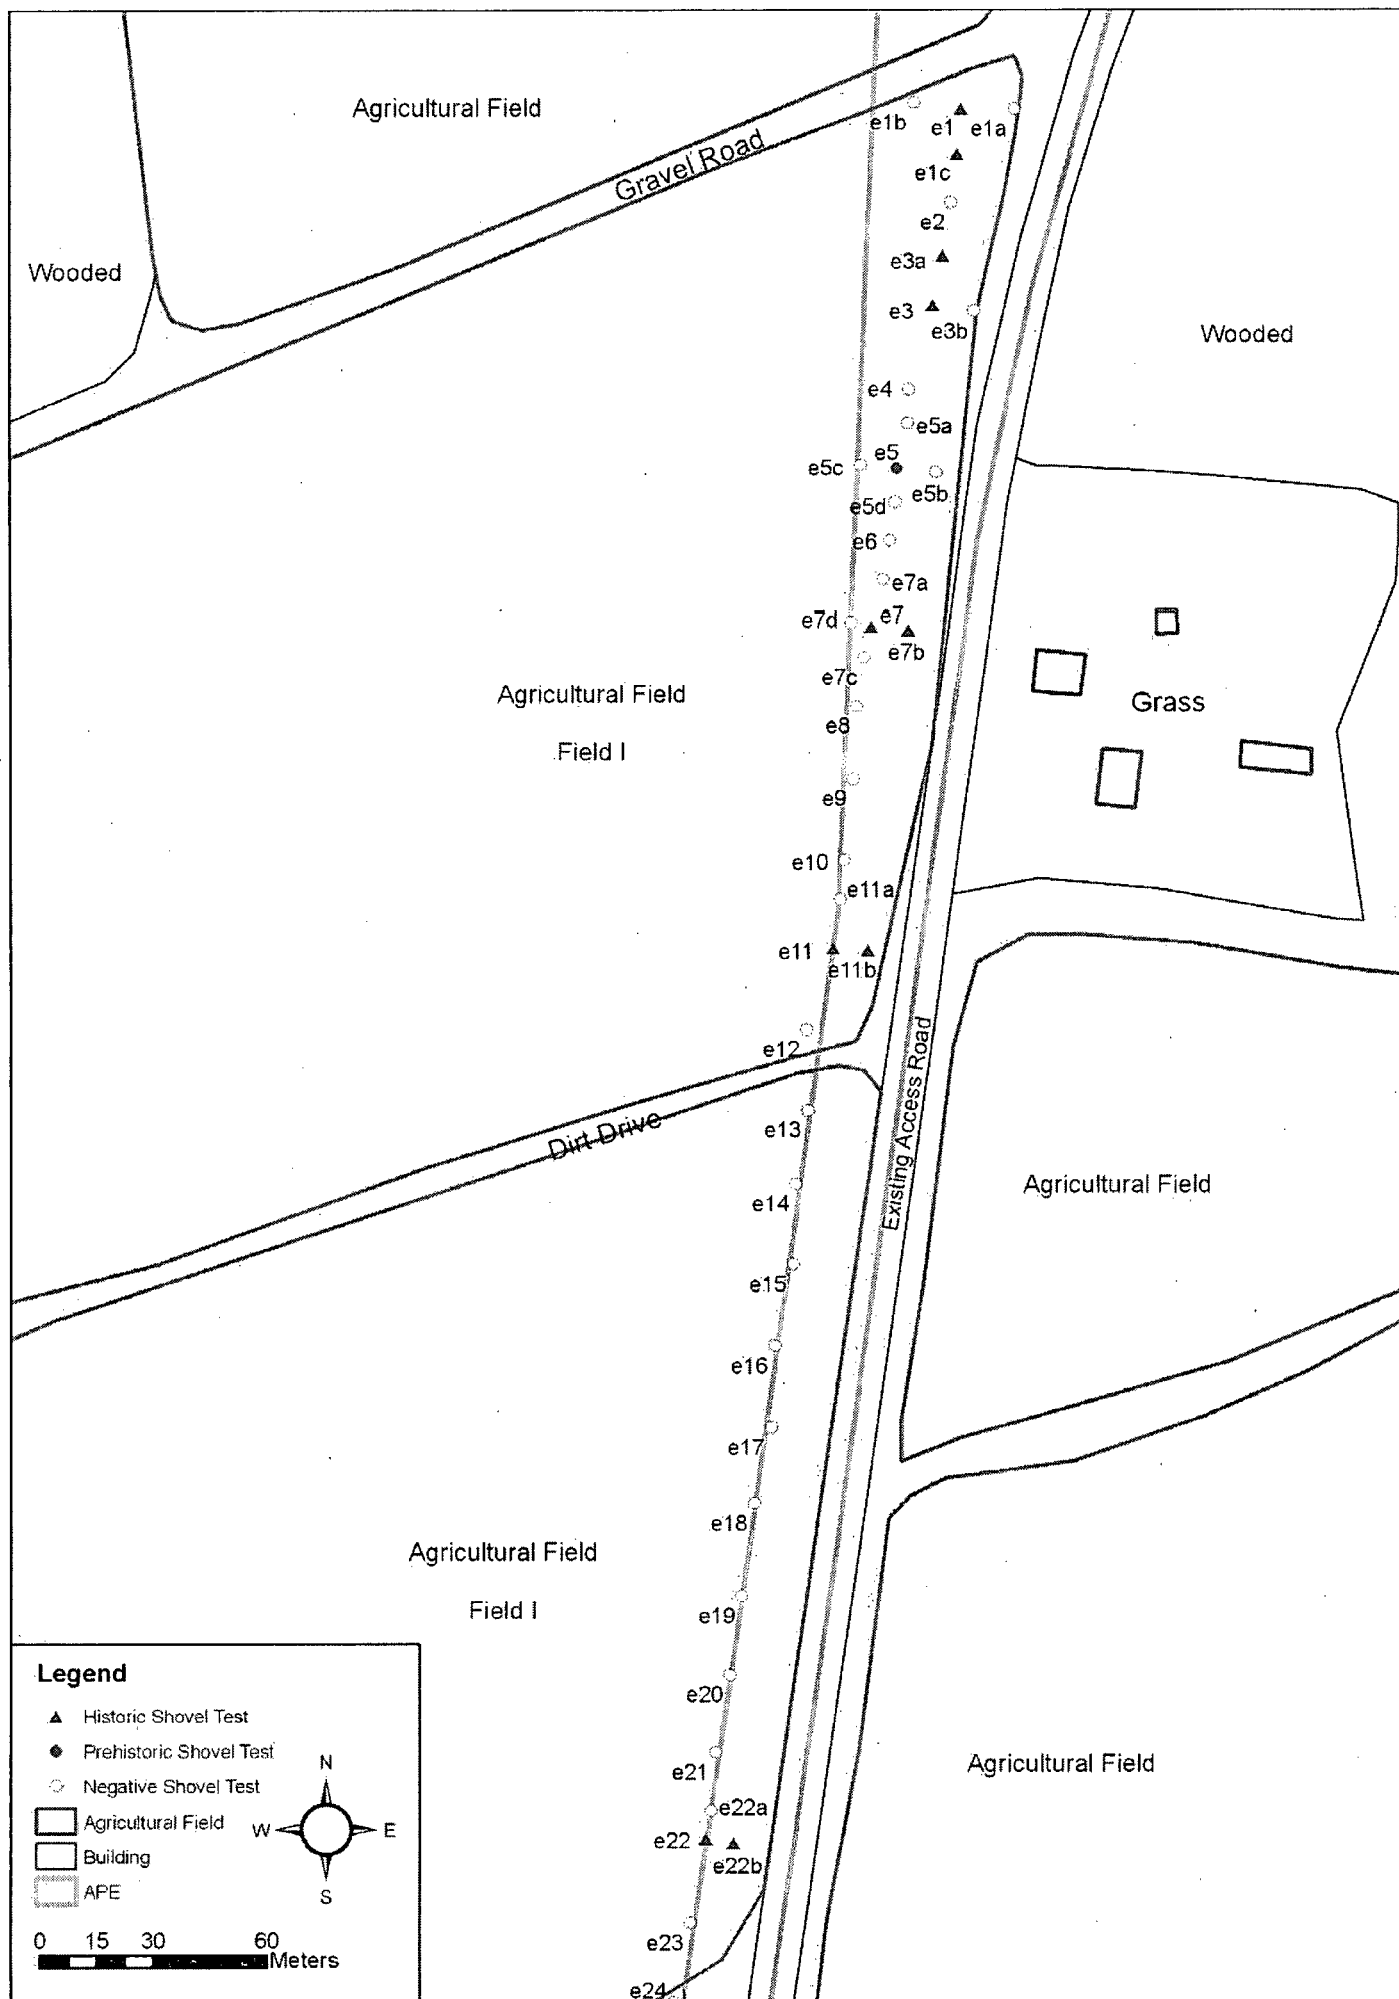 Agricultural Field
e1b
e1
e1a
Gravel Road
e1c
e2
Wooded
e3a
e3
e3b
Wooded
e4
e5a
e5
e5c
e5b
e5d
e6
e7a
e7d
e7
e7b
e7c
Agricultural Field
Field I
Grass
e8
e9
e10
e11a
e11
e11b
e12
Existing Access Road
e13
Dirt Drive
Agricultural Field
e14
e15
e16
e17
e18
Agricultural Field
Field I
e19
e20
e21
Agricultural Field
e22a
e22
e22b
e23
e24
Legend
Historic Shovel Test
Prehistoric Shovel Test
Negative Shovel Test
Agricultural Field
Building
APE
N
W
E
S
0 15 30 60
Meters